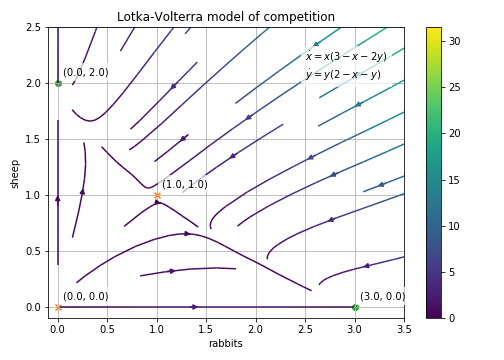 Lotka-Volterra model of competition
ẋ = x(3 − x − 2y)
ẏ = y(2 − x − y)
(0.0, 2.0)
(1.0, 1.0)
(0.0, 0.0)
(3.0, 0.0)
2.5
2.0
1.5
1.0
0.5
0.0
sheep
0.0 0.5 1.0 1.5 2.0 2.5 3.0 3.5
rabbits
30
25
20
15
10
5
0